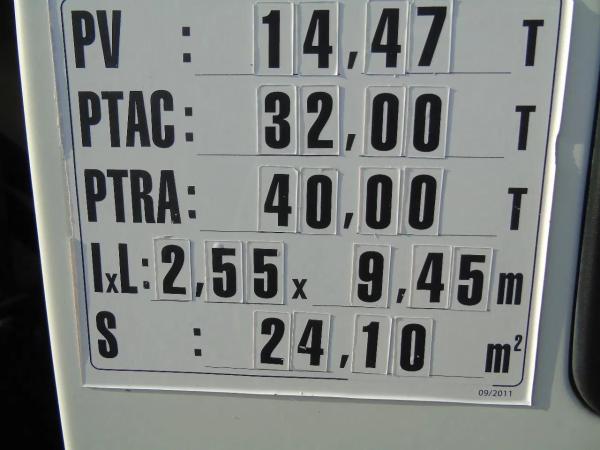 PV : 14,47 T
PTAC: 32,00 T
PTRA: 40,00 T
IxL: 2,55 x 9,45 m
S : 24,10 m²
09/2011